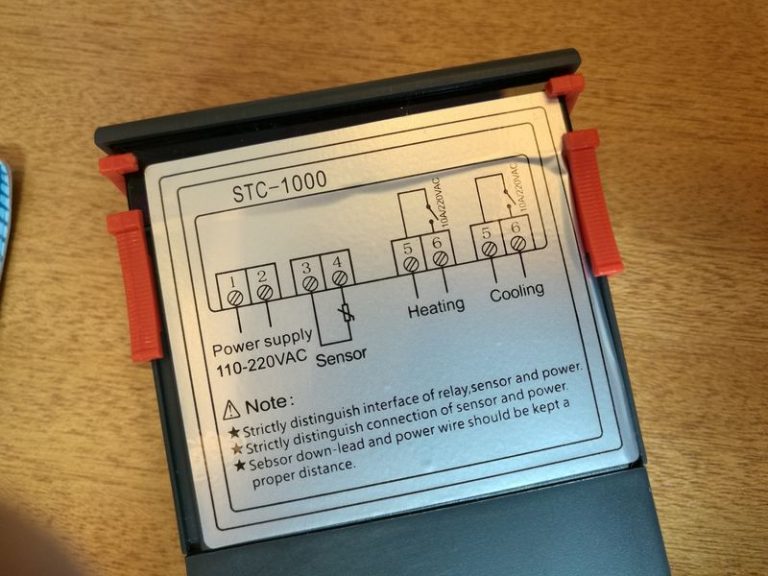 STC-1000
10A/220VAC
10A/220VAC
1 2 3 4 5 6 5 6
Power supply
110-220VAC
Sensor
Heating
Cooling
Note:
★Strictly distinguish interface of relay,sensor and power.
★Strictly distinguish connection of sensor and power.
★Sebsor down-lead and power wire should be kept a
proper distance.